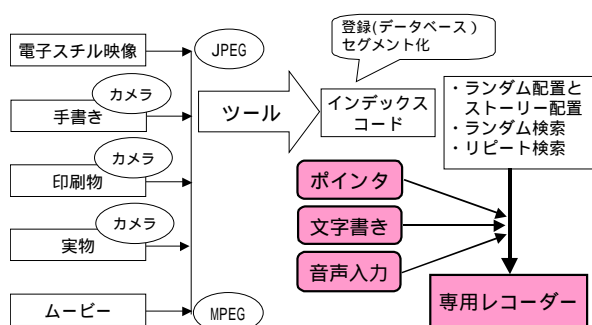 電子スチル映像
JPEG
カメラ
手書き
カメラ
印刷物
カメラ
実物
ムービー
MPEG
ツール
登録(データベース)
セグメント化
インデックス
コード
・ランダム配置と
ストーリー配置
・ランダム検索
・リピート検索
ポインタ
文字書き
音声入力
専用レコーダー